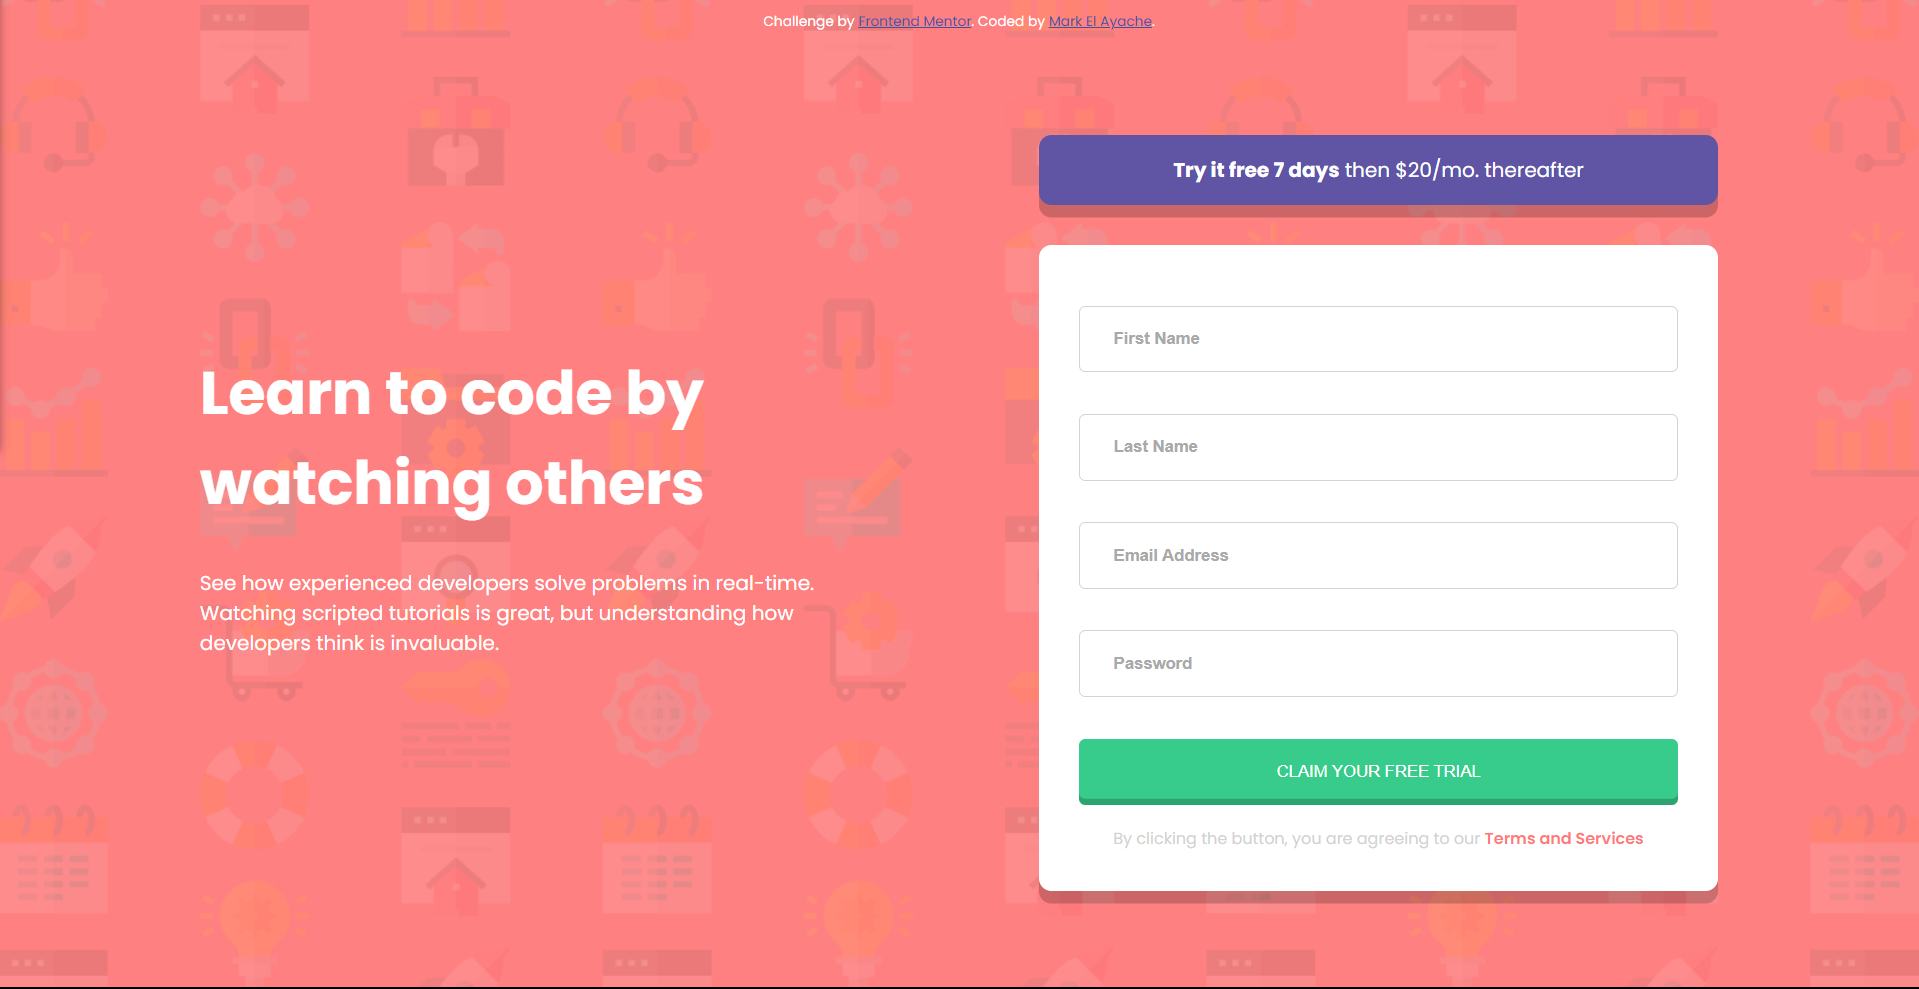 Challenge by Frontend Mentor. Coded by Mark El Ayache.
Learn to code by
watching others
See how experienced developers solve problems in real-time.
Watching scripted tutorials is great, but understanding how
developers think is invaluable.
Try it free 7 days then $20/mo. thereafter
First Name
Last Name
Email Address
Password
CLAIM YOUR FREE TRIAL
By clicking the button, you are agreeing to our Terms and Services